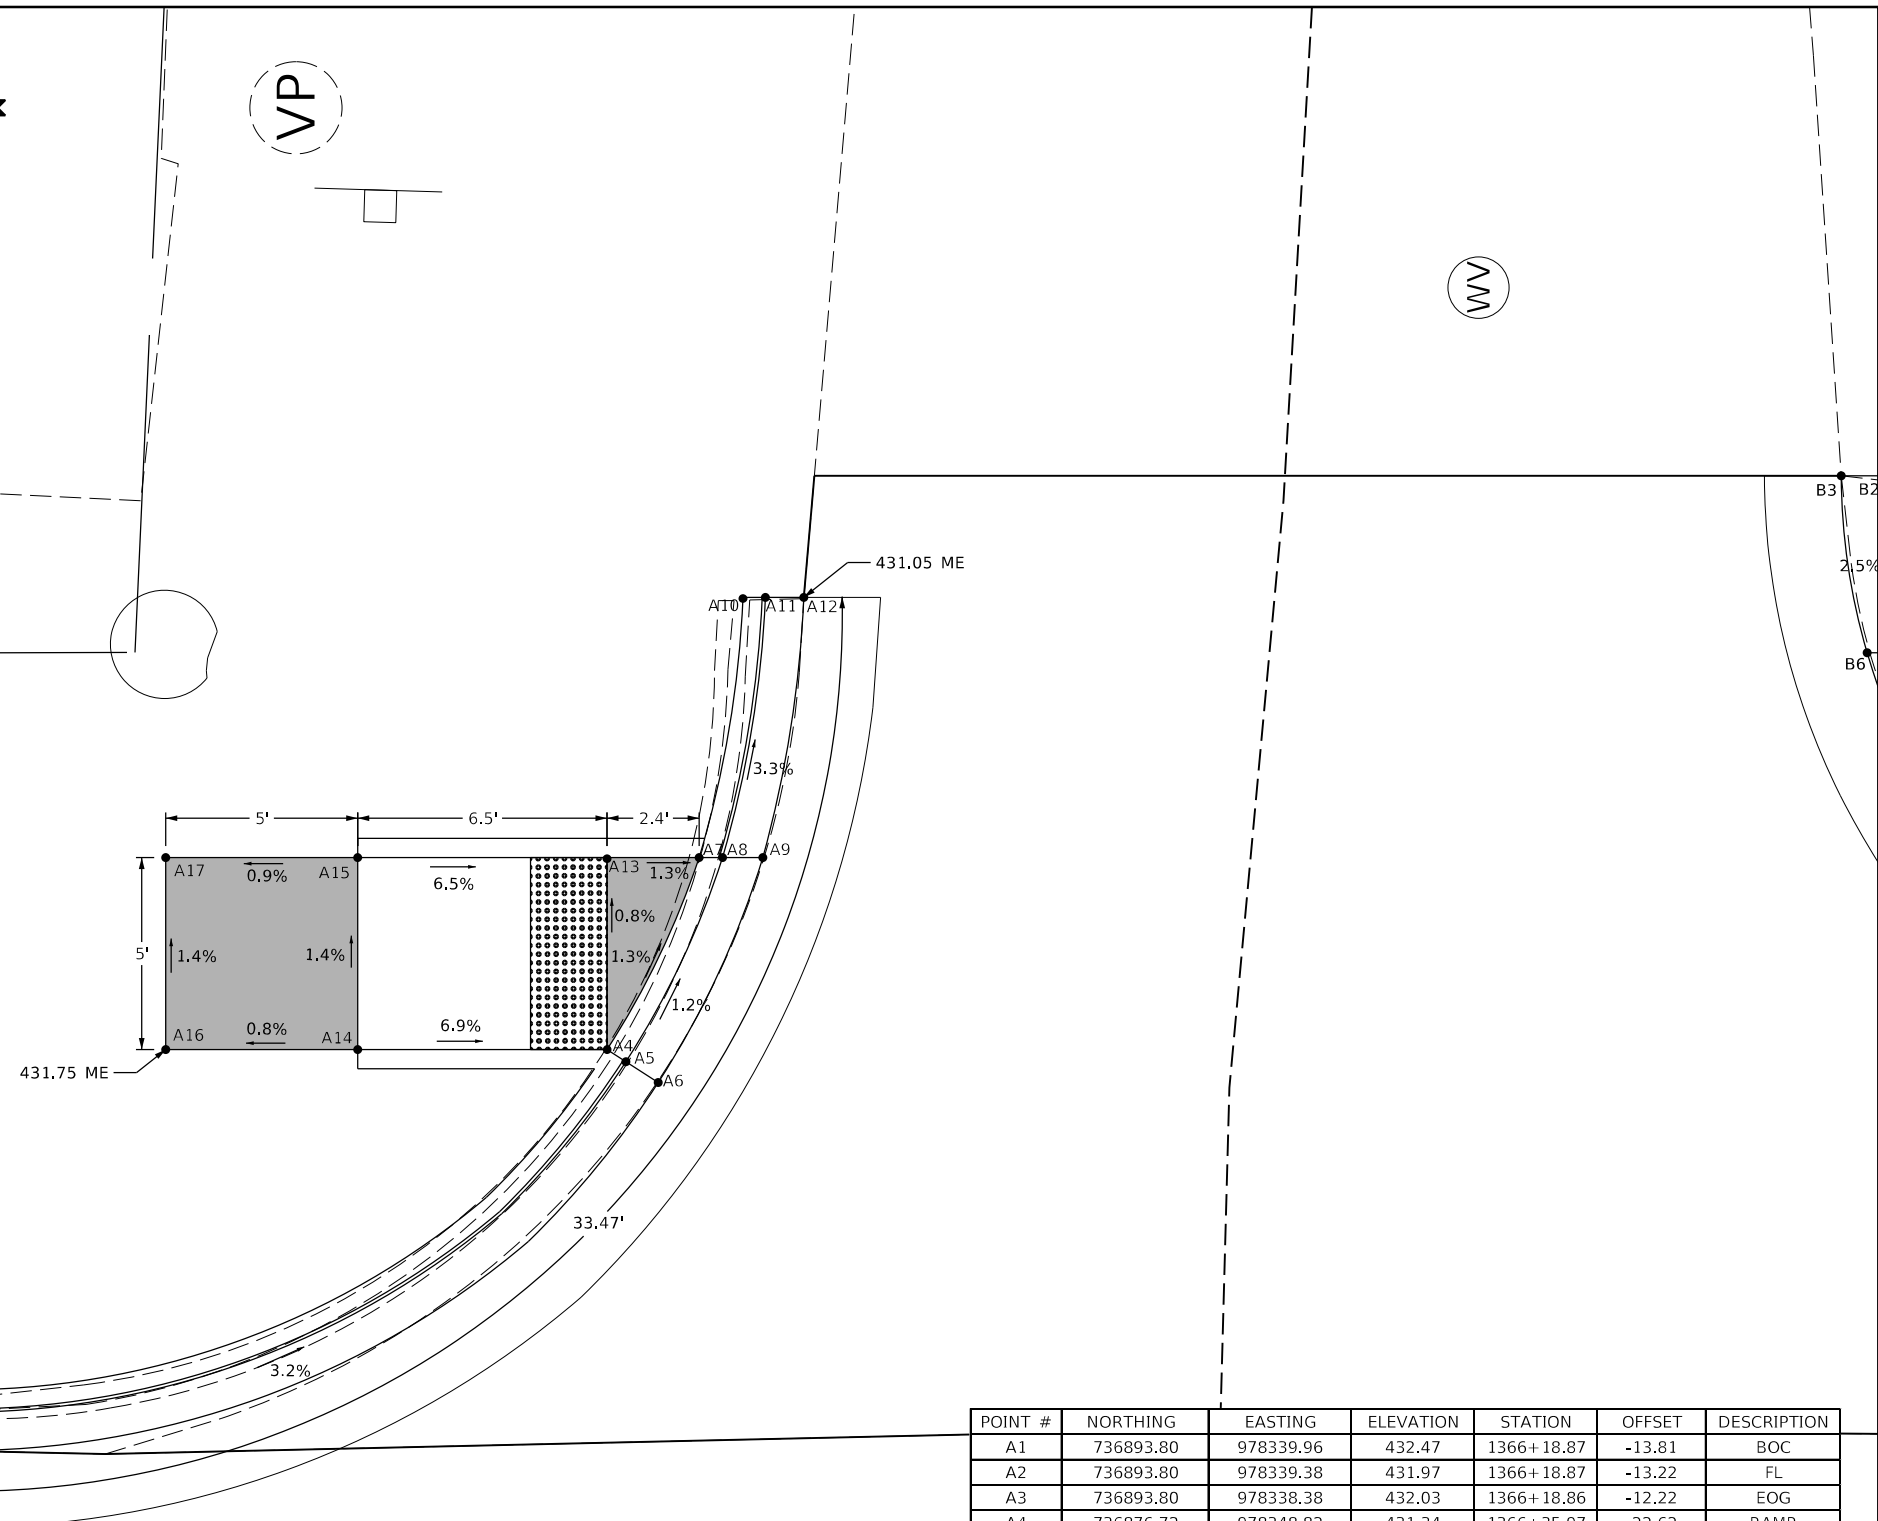 VP
WV
B3 B2
431.05 ME
2.5%
A10 A11 A12
B6
3.3%
5' 6.5' 2.4'
A7 A8 A9
A17 0.9% A15 6.5% A13 1.3%
0.8%
5' 1.4% 1.4% 1.3%
1.2%
A16 0.8% A14 6.9% A4
A5
431.75 ME
A6
33.47'
3.2%
POINT # NORTHING EASTING ELEVATION STATION OFFSET DESCRIPTION
A1 736893.80 978339.96 432.47 1366+18.87 -13.81 BOC
A2 736893.80 978339.38 431.97 1366+18.87 -13.22 FL
A3 736893.80 978338.38 432.03 1366+18.86 -12.22 EOG